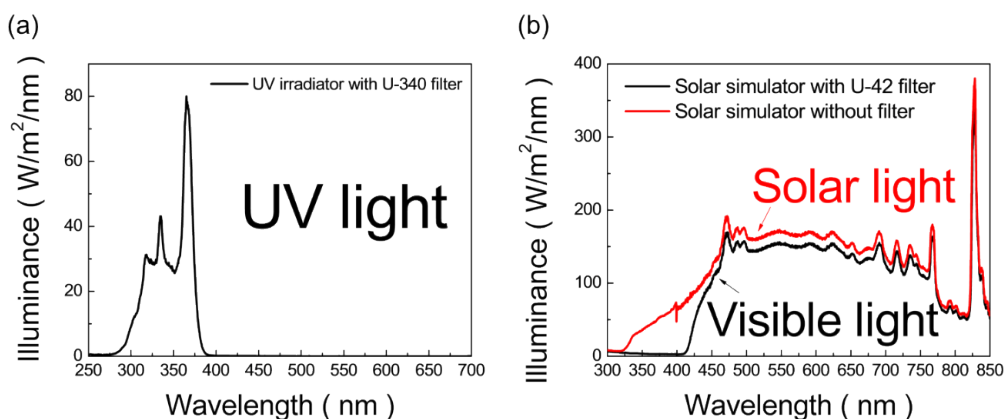 (a)
Illuminance ( W/m²/nm )
80
60
40
20
0
UV irradiator with U-340 filter
UV light
250 300 350 400 450 500 550 600 650 700
Wavelength ( nm )
(b)
Illuminance ( W/m²/nm )
400
300
200
100
0
Solar simulator with U-42 filter
Solar simulator without filter
Solar light
Visible light
300 350 400 450 500 550 600 650 700 750 800 850
Wavelength ( nm )